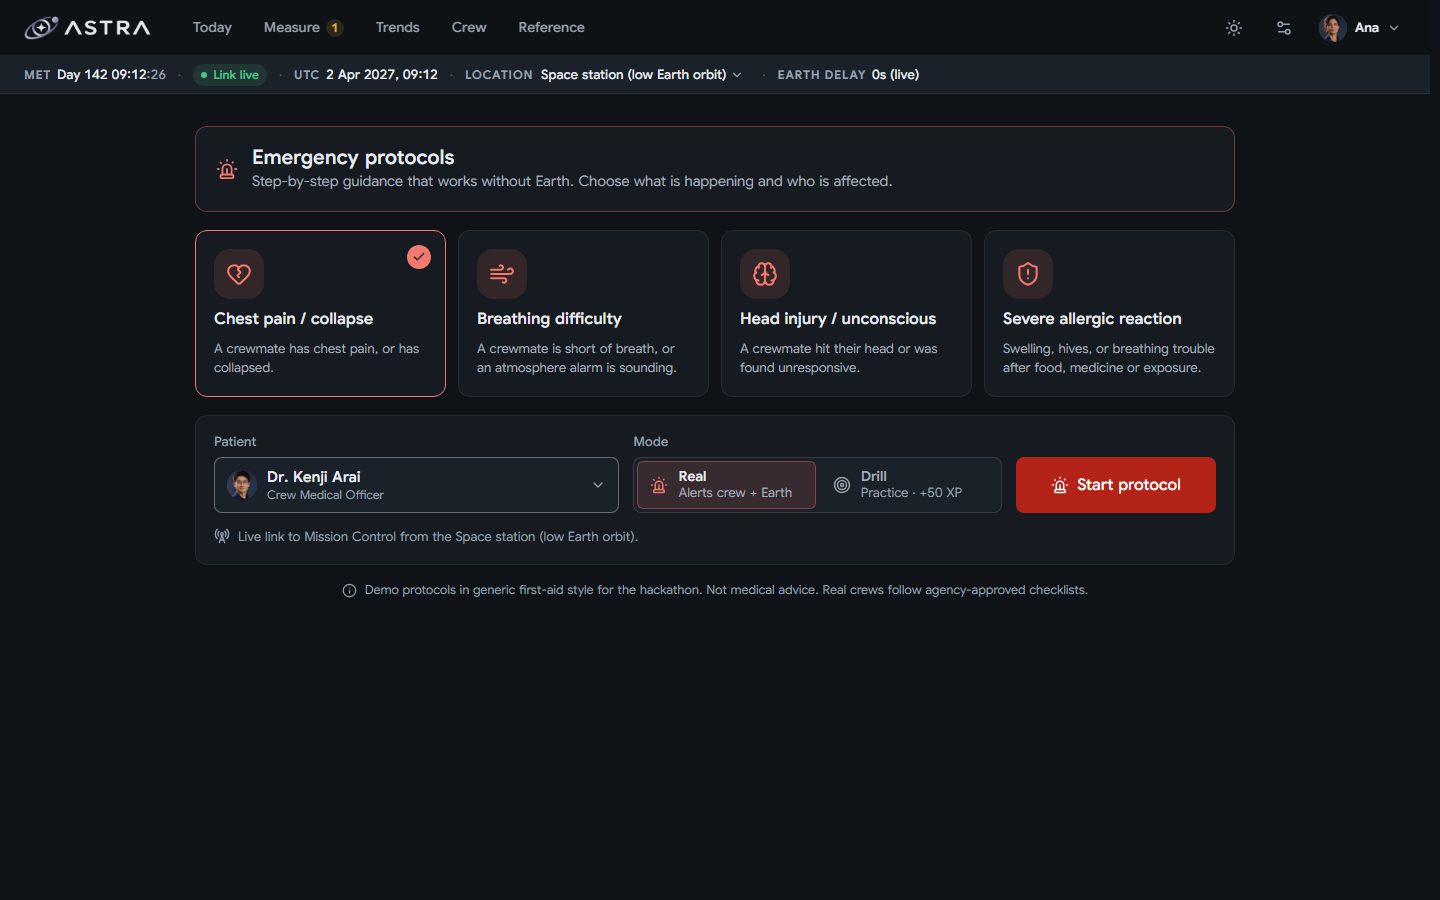 ASTRA
Today
Measure 1
Trends
Crew
Reference
Ana
MET Day 142 09:12:26 · Link live · UTC 2 Apr 2027, 09:12 · LOCATION Space station (low Earth orbit) · EARTH DELAY 0s (live)
Emergency protocols
Step-by-step guidance that works without Earth. Choose what is happening and who is affected.
Chest pain / collapse
A crewmate has chest pain, or has
collapsed.
Breathing difficulty
A crewmate is short of breath, or
an atmosphere alarm is sounding.
Head injury / unconscious
A crewmate hit their head or was
found unresponsive.
Severe allergic reaction
Swelling, hives, or breathing trouble
after food, medicine or exposure.
Patient
Dr. Kenji Arai
Crew Medical Officer
Mode
Real
Alerts crew + Earth
Drill
Practice · +50 XP
Start protocol
Live link to Mission Control from the Space station (low Earth orbit).
Demo protocols in generic first-aid style for the hackathon. Not medical advice. Real crews follow agency-approved checklists.